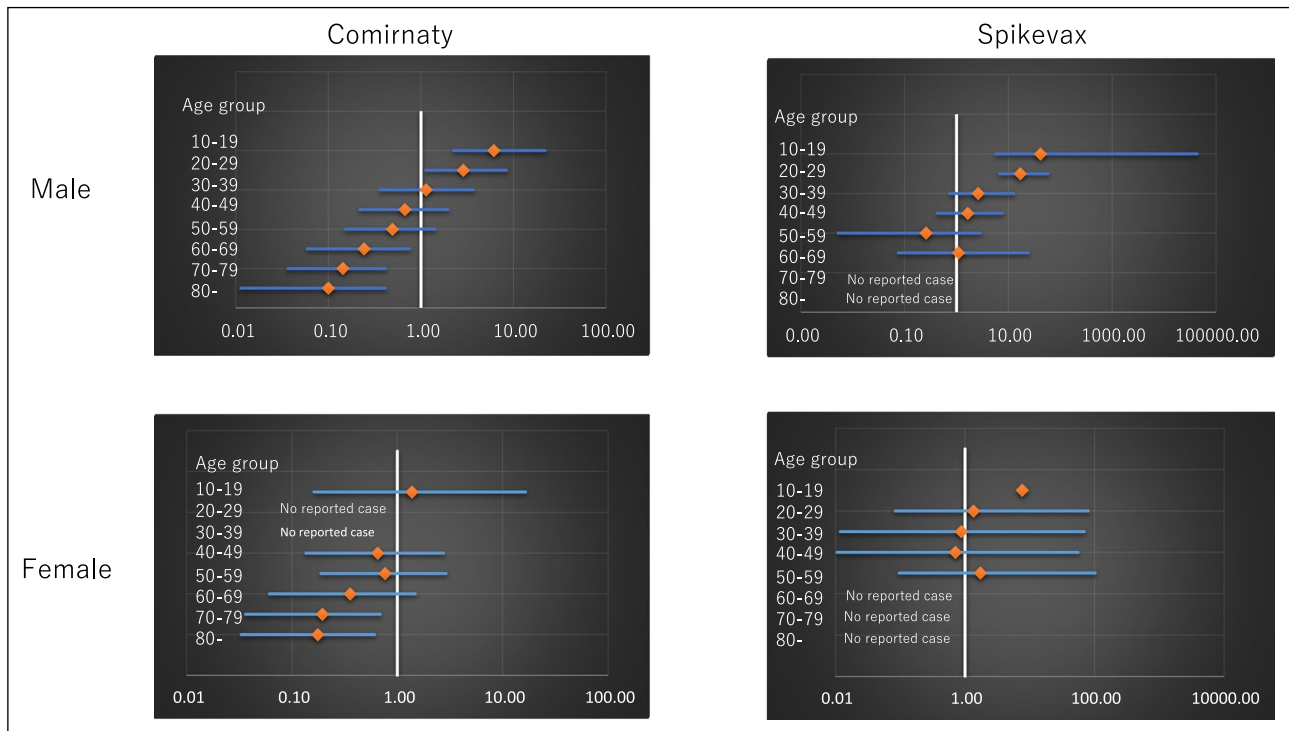 Comirnaty
Spikevax
Male
Age group
10-19
20-29
30-39
40-49
50-59
60-69
70-79
80-
0.01 0.10 1.00 10.00 100.00
Age group
10-19
20-29
30-39
40-49
50-59
60-69
70-79 No reported case
80- No reported case
0.00 0.10 10.00 1000.00 100000.00
Female
Age group
10-19
20-29 No reported case
30-39 No reported case
40-49
50-59
60-69
70-79
80-
0.01 0.10 1.00 10.00 100.00
Age group
10-19
20-29
30-39
40-49
50-59
60-69 No reported case
70-79 No reported case
80- No reported case
0.01 1.00 100.00 10000.00